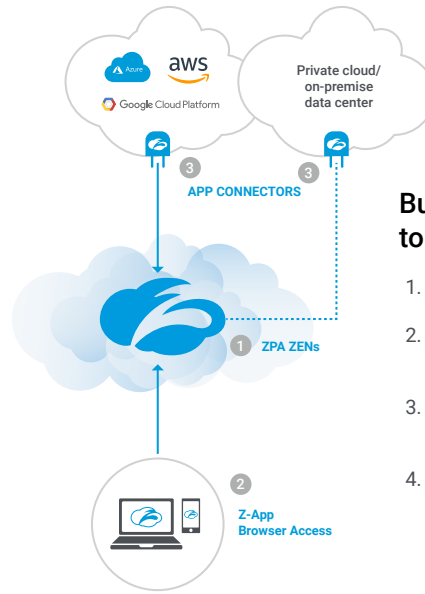 Azure
aws
Google Cloud Platform
Private cloud/
on-premise
data center
3
3
APP CONNECTORS
Bu
to
1.
2.
3.
4.
1
ZPA ZENs
2
Z-App
Browser Access